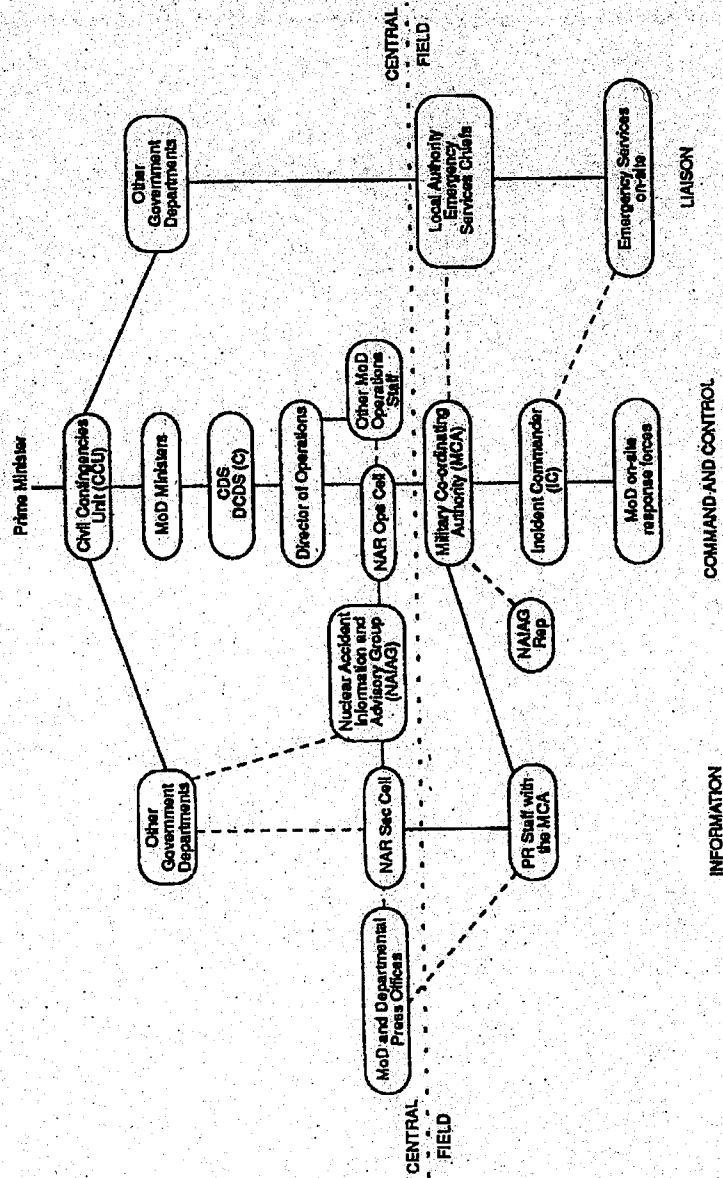 Prime Minister
Civil Contingencies
Unit (CCU)
Other
Government
Departments
Other
Government
Departments
MoD Ministers
CDS
DCDS (C)
Director of Operations
Other MoD
Operations
Staff
NAR Ops Cell
Nuclear Accident
Information and
Advisory Group
(NAIAG)
NAR Sec Cell
MoD and Departmental
Press Offices
CENTRAL
FIELD
CENTRAL
FIELD
Military Co-ordinating
Authority (MCA)
Local Authority
Emergency
Services Chiefs
NAIAG
Rep
Incident Commander
(IC)
PR Staff with
the MCA
MoD on-site
response forces
Emergency Services
on-site
INFORMATION
COMMAND AND CONTROL
LIAISON